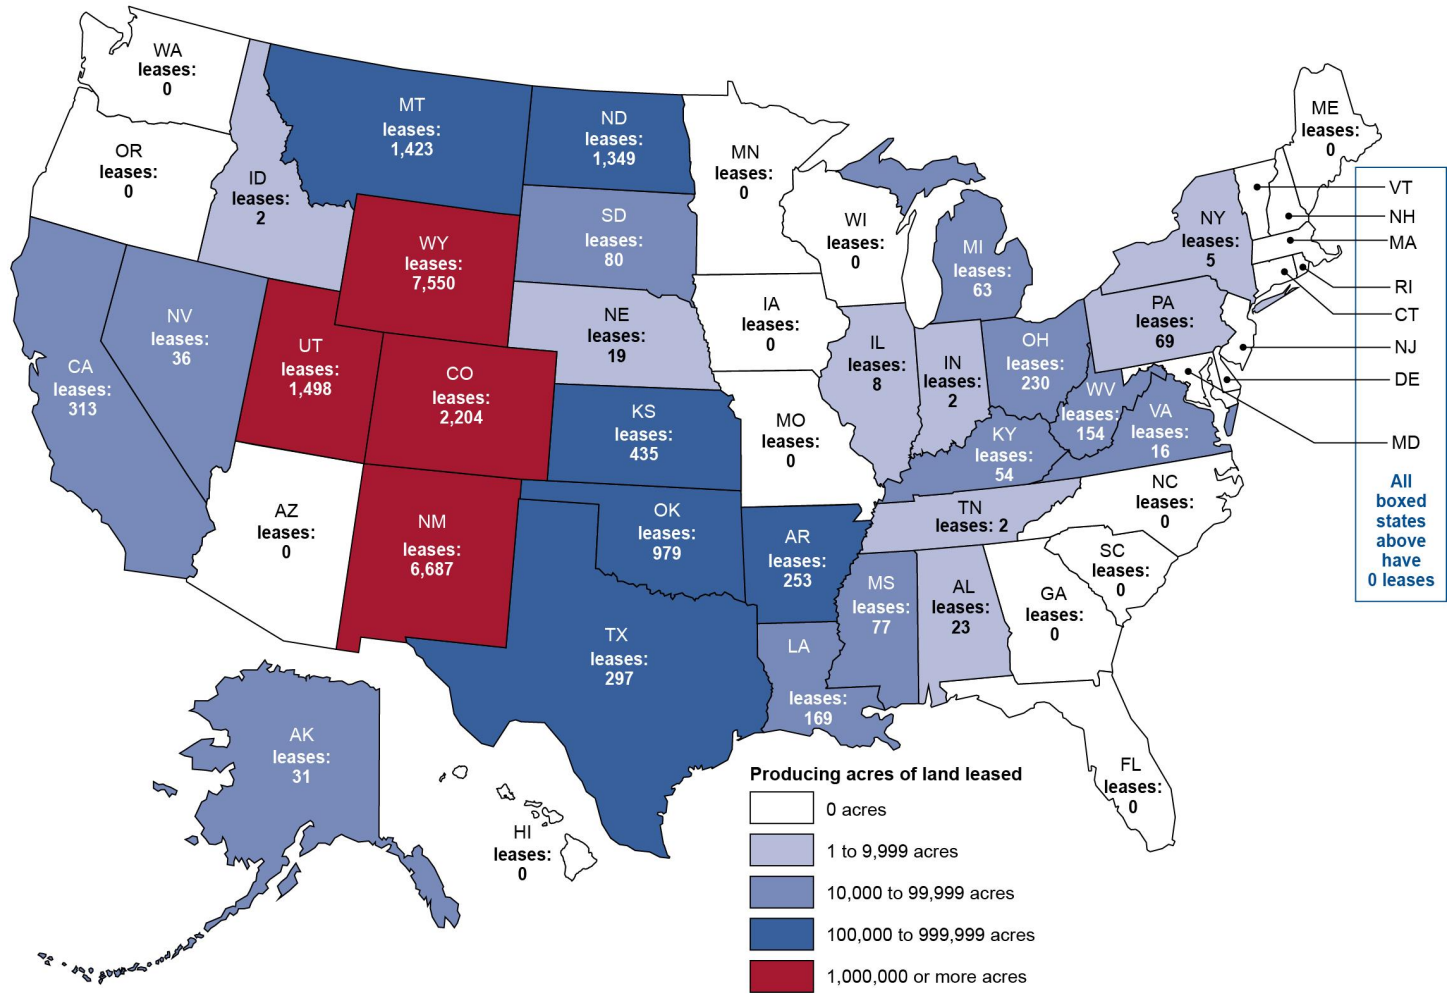 WA
leases:
0
OR
leases:
0
CA
leases:
313
NV
leases:
36
ID
leases:
2
MT
leases:
1,423
WY
leases:
7,550
UT
leases:
1,498
CO
leases:
2,204
AZ
leases:
0
NM
leases:
6,687
ND
leases:
1,349
SD
leases:
80
NE
leases:
19
KS
leases:
435
OK
leases:
979
TX
leases:
297
MN
leases:
0
IA
leases:
0
MO
leases:
0
AR
leases:
253
LA
leases:
169
WI
leases:
0
IL
leases:
8
MI
leases:
63
IN
leases:
2
OH
leases:
230
KY
leases:
54
TN
leases: 2
MS
leases:
77
AL
leases:
23
GA
leases:
0
FL
leases:
0
SC
leases:
0
NC
leases:
0
VA
leases:
16
WV
leases:
154
PA
leases:
69
NY
leases:
5
ME
leases:
0
VT
NH
MA
RI
CT
NJ
DE
MD
All
boxed
states
above
have
0 leases
AK
leases:
31
HI
leases:
0
Producing acres of land leased
0 acres
1 to 9,999 acres
10,000 to 99,999 acres
100,000 to 999,999 acres
1,000,000 or more acres